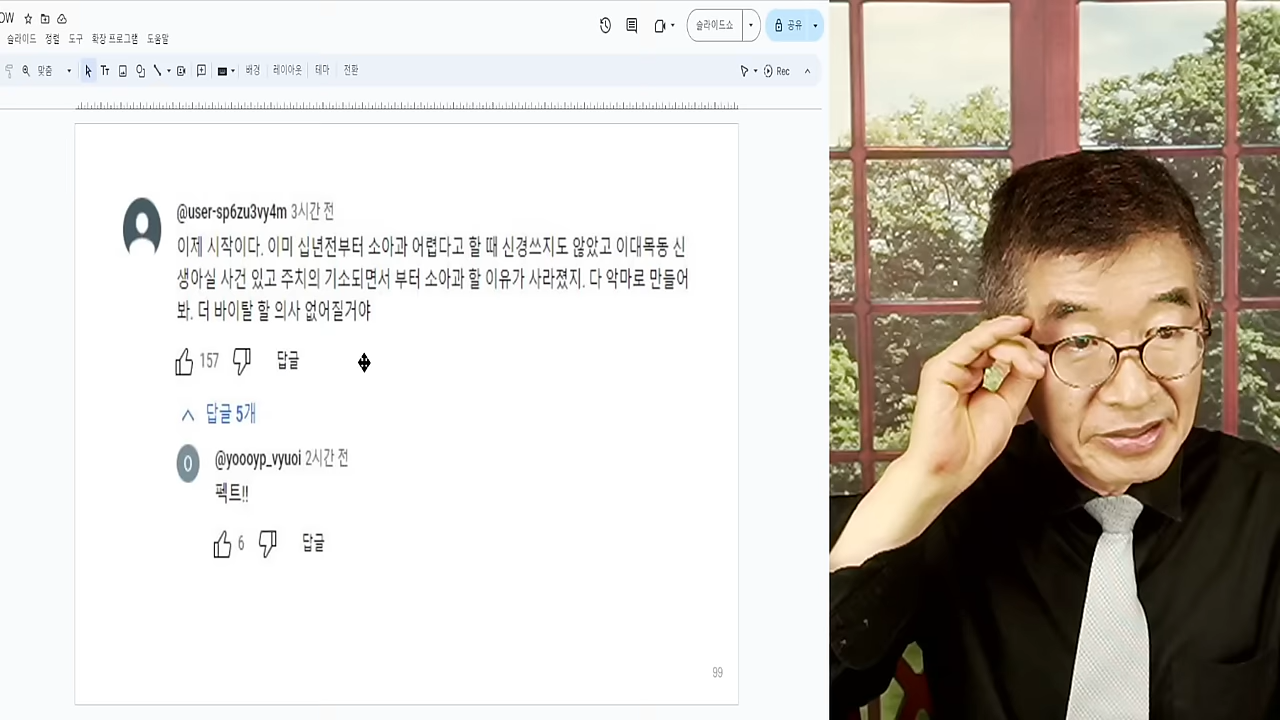 OW
슬라이드 정렬 도구 확장 프로그램 도움말
슬라이드쇼
공유
맞춤
Tт
배경 레이아웃 테마 전환
Rec
@user-sp6zu3vy4m 3시간 전
이제 시작이다. 이미 십년전부터 소아과 어렵다고 할 때 신경쓰지도 않았고 이대목동 신
생아실 사건 있고 주치의 기소되면서 부터 소아과 할 이유가 사라졌지. 다 악마로 만들어
봐. 더 바이탈 할 의사 없어질거야
157 답글
답글 5개
0
@yoooyp_vyuoi 2시간 전
펙트!!
6 답글
99